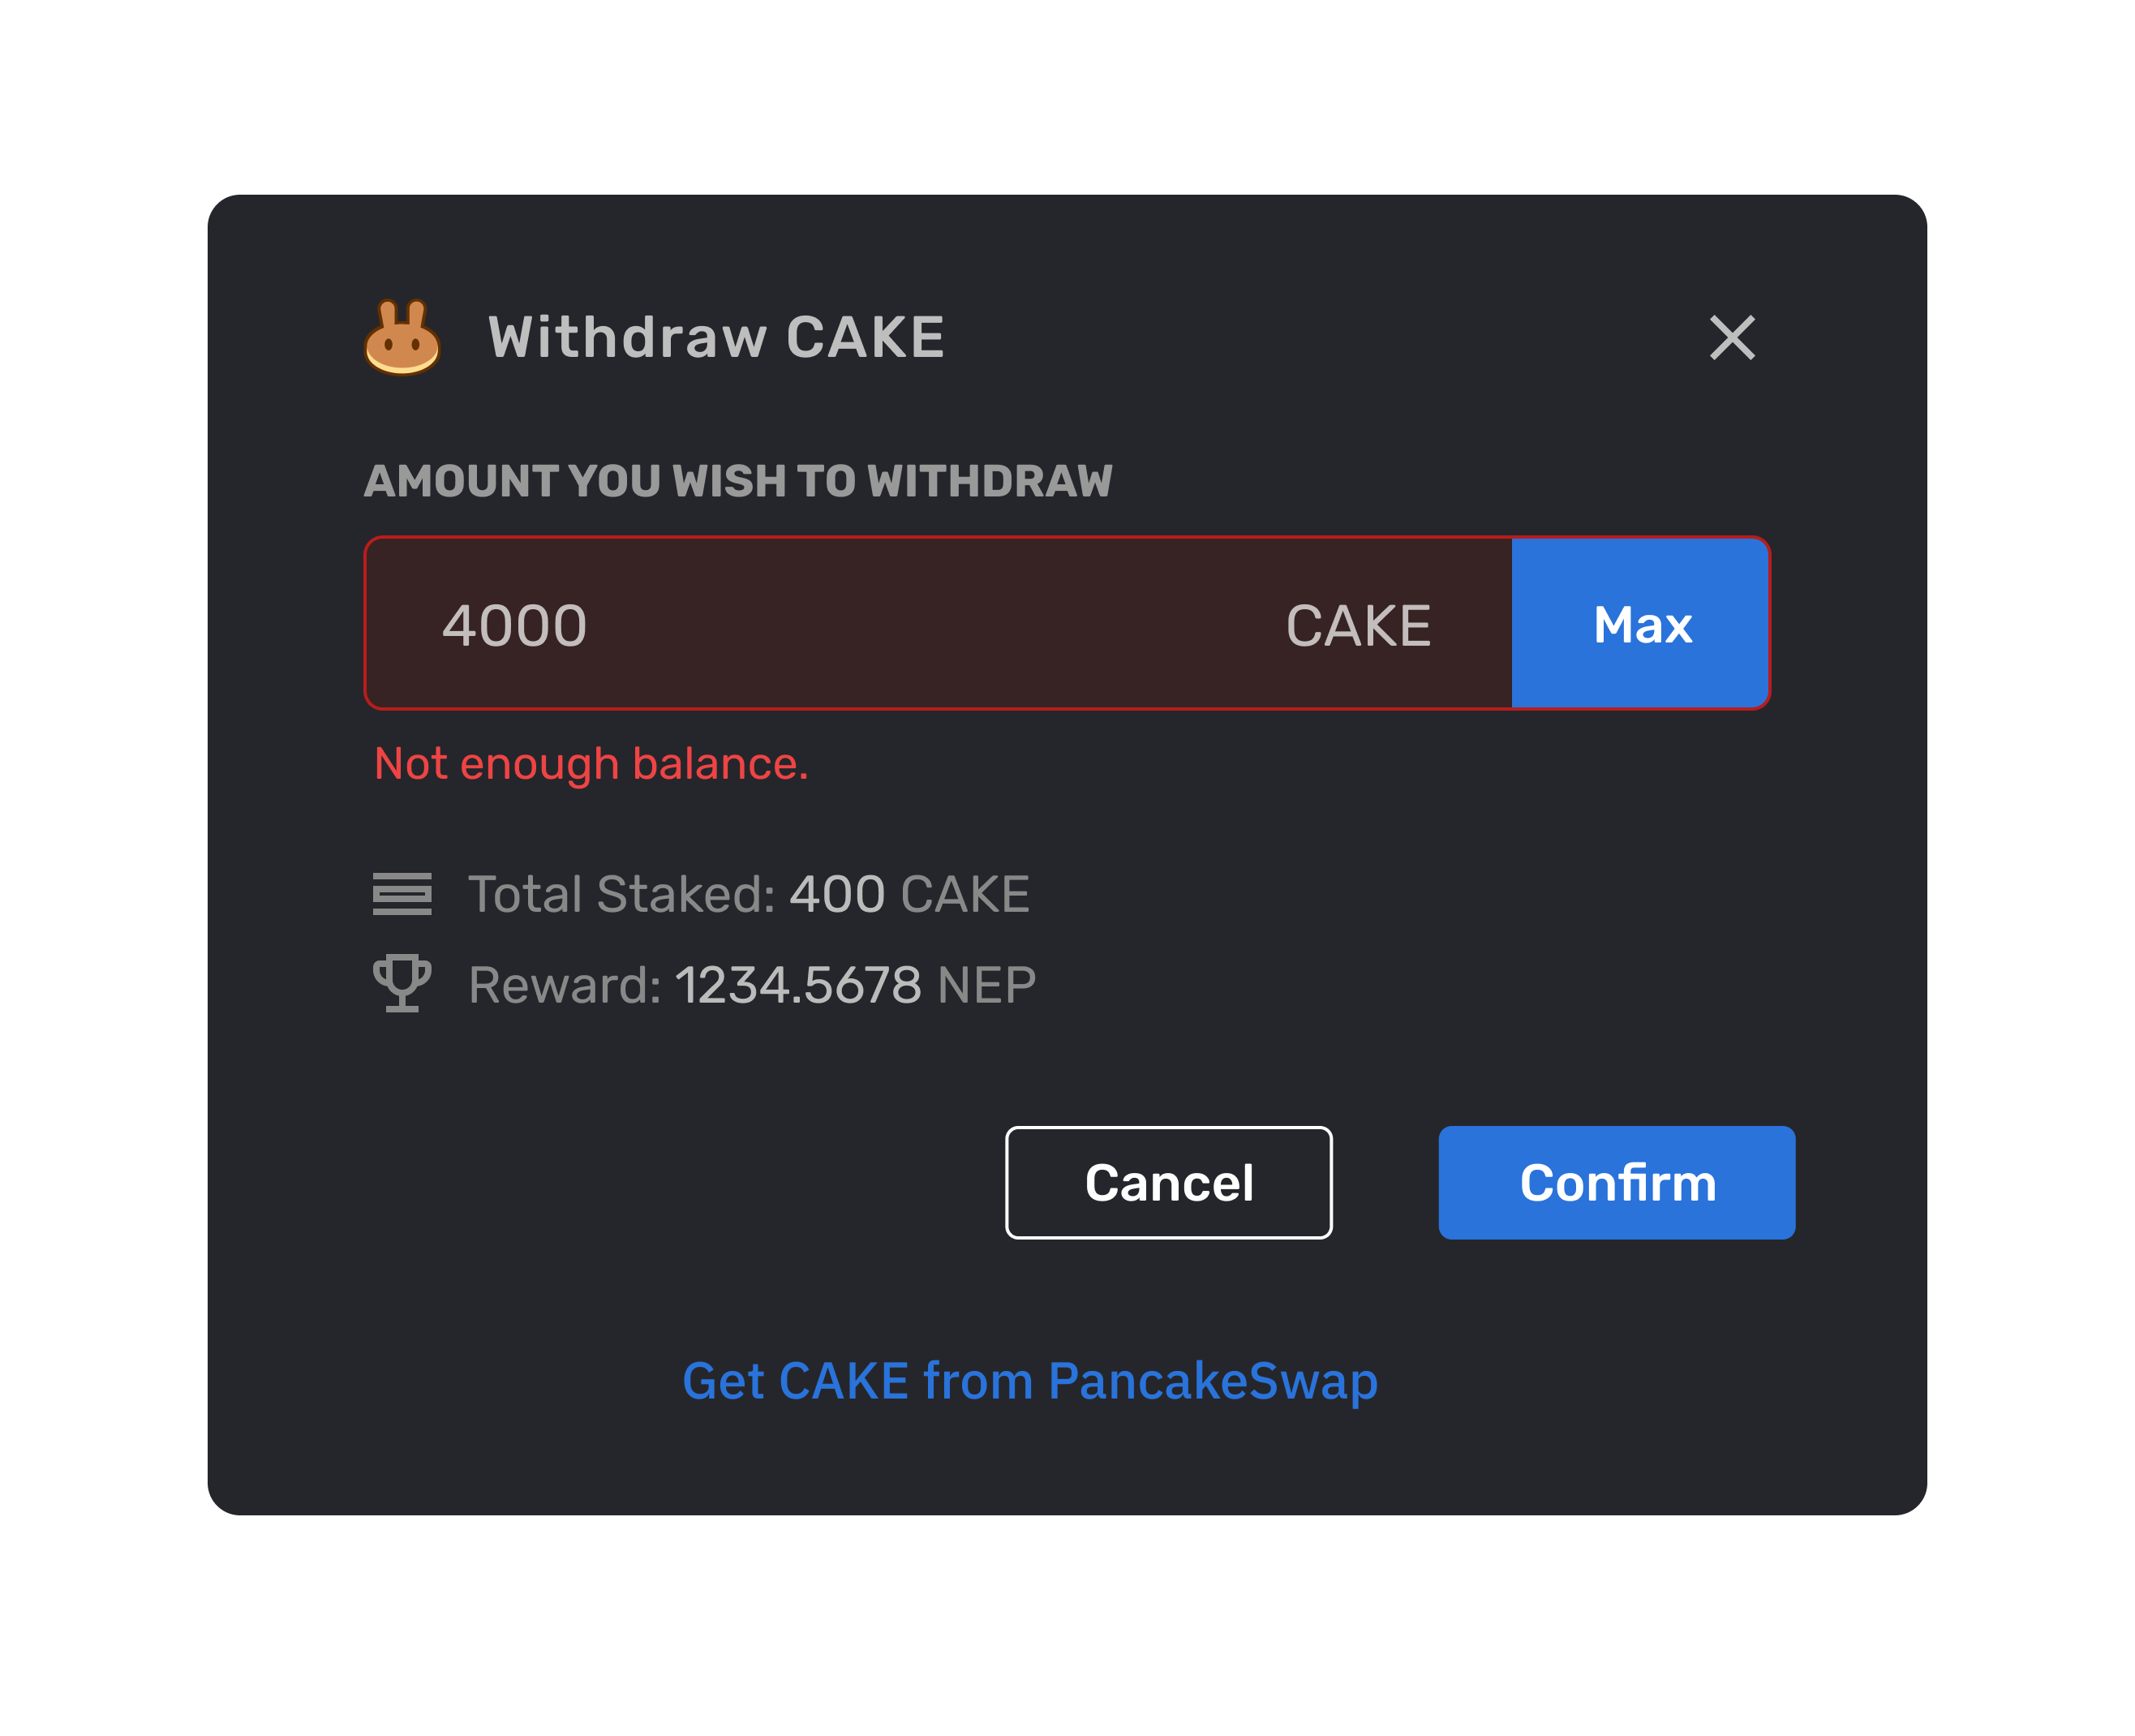 Withdraw CAKE
AMOUNT YOU WISH TO WITHDRAW
4000 CAKE Max
Not enough balance.
Total Staked: 400 CAKE
Reward: 1234.5678 NEP
Cancel Confirm
Get CAKE from PancakeSwap